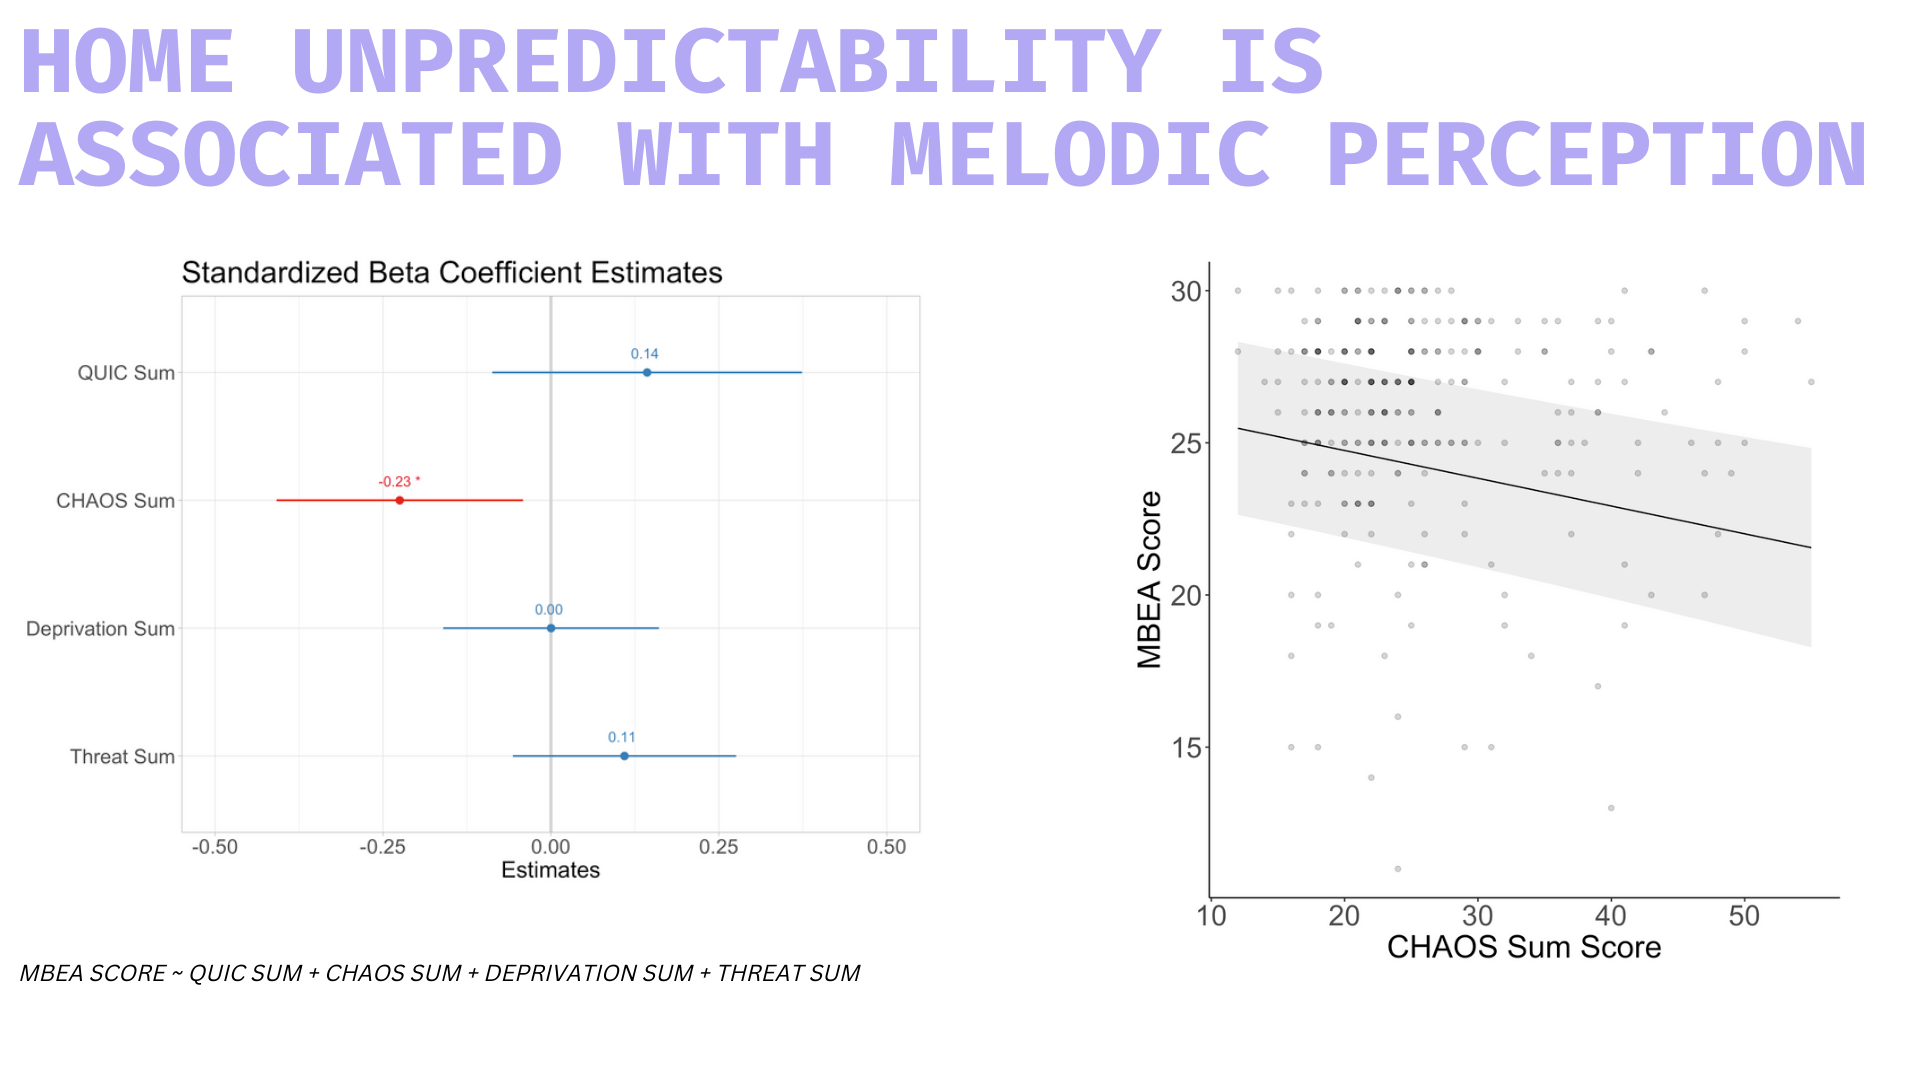 HOME UNPREDICTABILITY IS
ASSOCIATED WITH MELODIC PERCEPTION
Standardized Beta Coefficient Estimates
QUIC Sum
0.14
CHAOS Sum
-0.23 *
Deprivation Sum
0.00
Threat Sum
0.11
-0.50 -0.25 0.00 0.25 0.50
Estimates
MBEA SCORE ~ QUIC SUM + CHAOS SUM + DEPRIVATION SUM + THREAT SUM
MBEA Score
30
25
20
15
10 20 30 40 50
CHAOS Sum Score